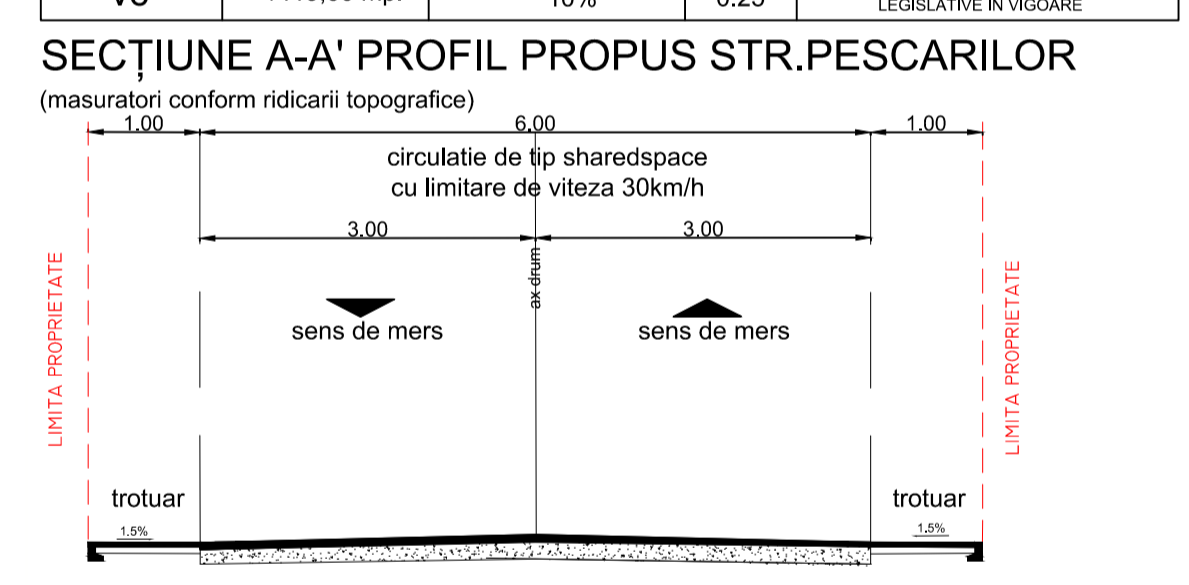 10%
LEGISLATIVE IN VIGOARE
SECȚIUNE A-A' PROFIL PROPUS STR.PESCARILOR
(masuratori conform ridicarii topografice)
1.00 6.00 1.00
circulatie de tip sharedspace
cu limitare de viteza 30km/h
3.00 3.00
ax drum
LIMITA PROPRIETATE
LIMITA PROPRIETATE
sens de mers sens de mers
trotuar trotuar
1.5% 1.5%